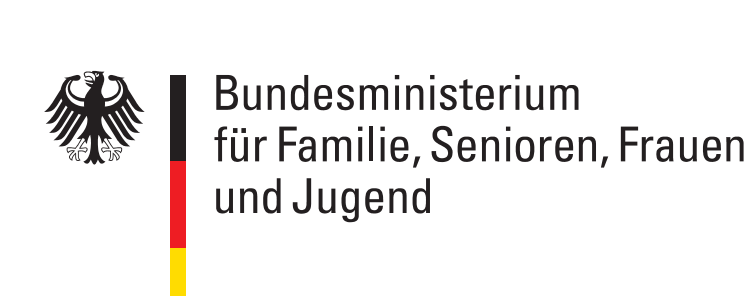 Bundesministerium
für Familie, Senioren, Frauen
und Jugend